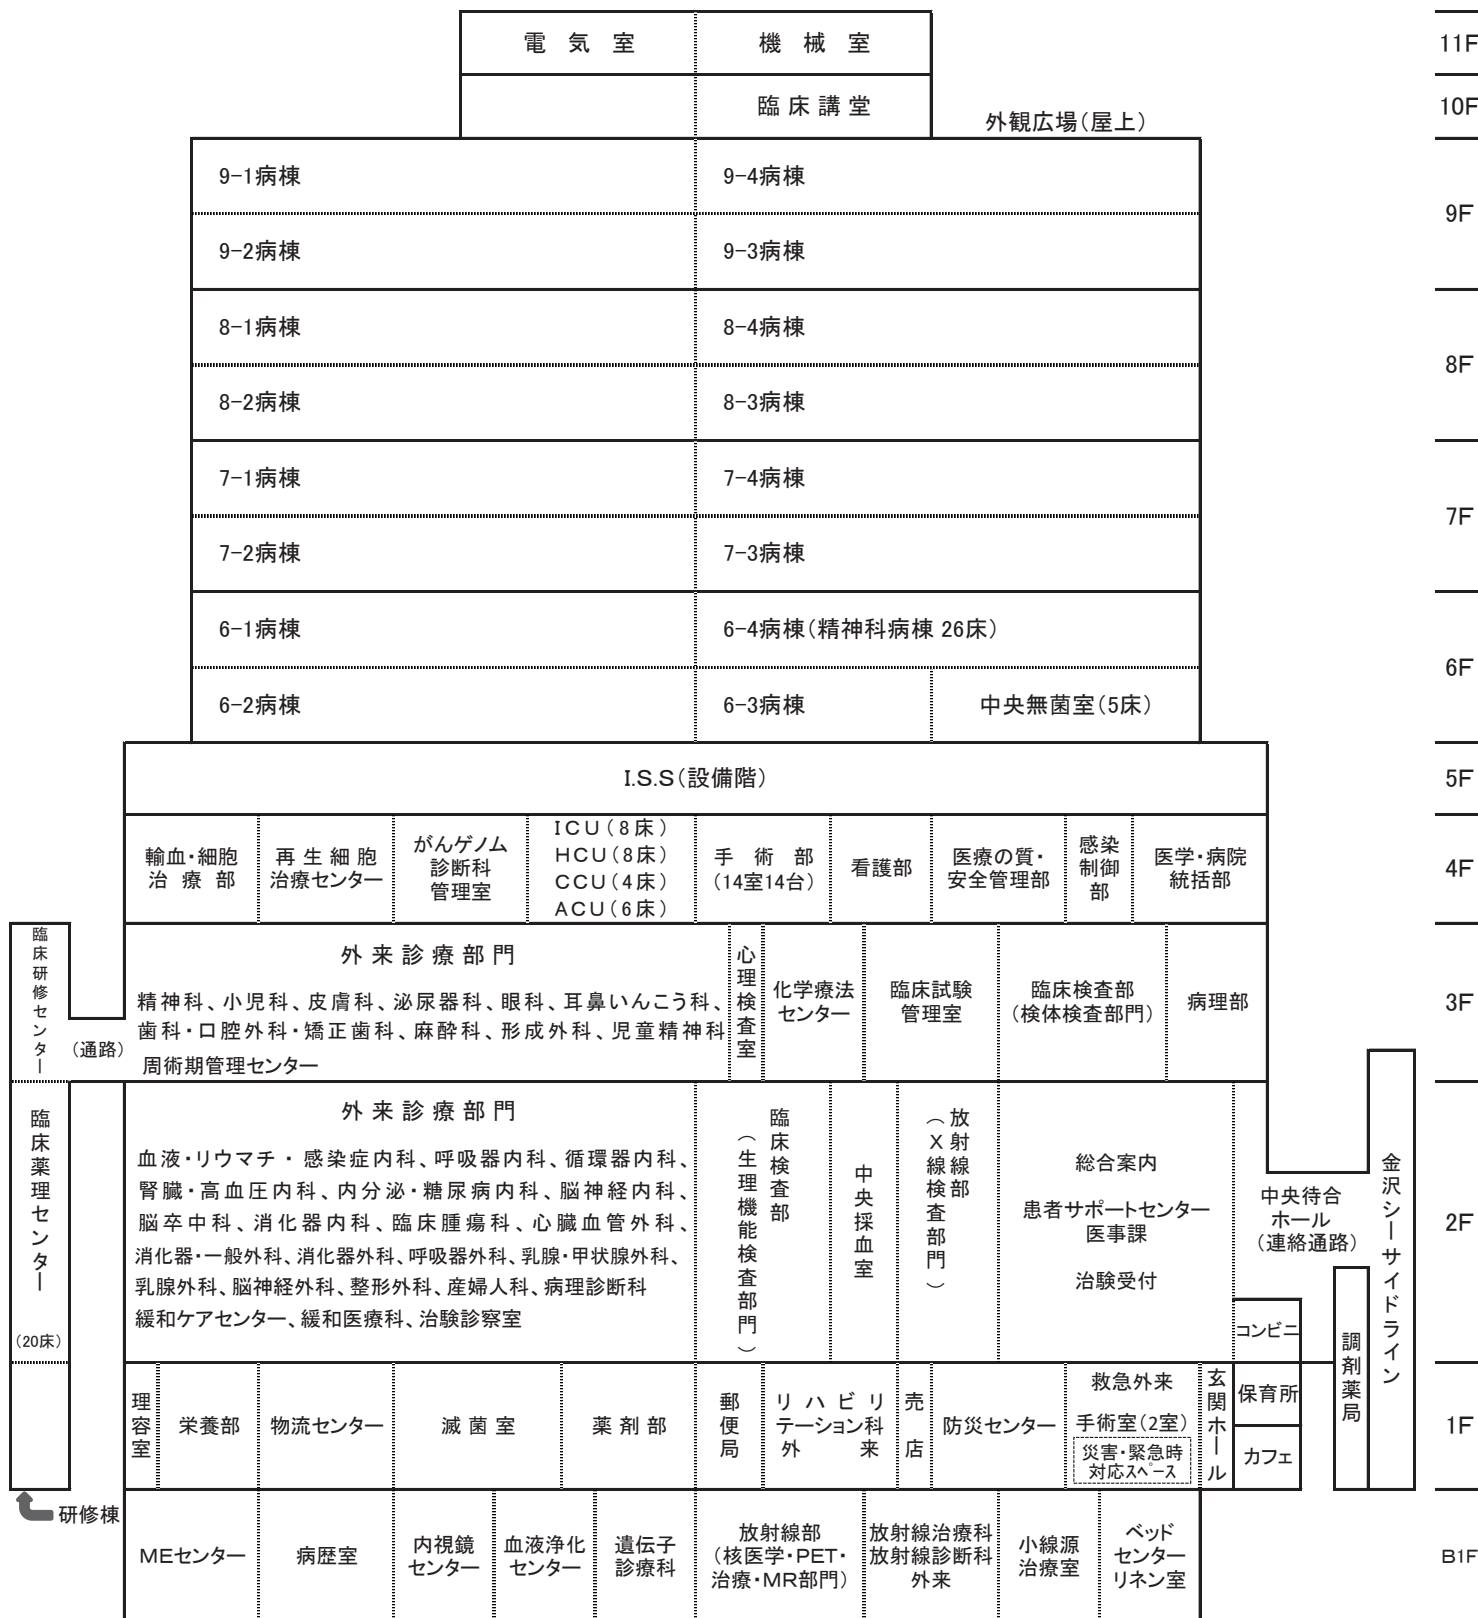 電気室
機械室
11F
臨床講堂
外観広場(屋上)
10F
9-1病棟
9-4病棟
9-2病棟
9-3病棟
9F
8-1病棟
8-4病棟
8-2病棟
8-3病棟
8F
7-1病棟
7-4病棟
7-2病棟
7-3病棟
7F
6-1病棟
6-4病棟(精神科病棟 26床)
6-2病棟
6-3病棟
中央無菌室(5床)
6F
I.S.S(設備階)
5F
輸血・細胞
治療部
再生細胞
治療センター
がんゲノム
診断科
管理室
ICU(8床)
HCU(8床)
CCU(4床)
ACU(6床)
手術部
(14室14台)
看護部
医療の質・
安全管理部
感染
制御
部
医学・病院
統括部
4F
臨床研修センター
(通路)
外来診療部門
精神科、小児科、皮膚科、泌尿器科、眼科、耳鼻いんこう科、
歯科・口腔外科・矯正歯科、麻酔科、形成外科、児童精神科
周術期管理センター
心理検査室
化学療法
センター
臨床試験
管理室
臨床検査部
(検体検査部門)
病理部
3F
臨床薬理センター
(20床)
外来診療部門
血液・リウマチ・感染症内科、呼吸器内科、循環器内科、
腎臓・高血圧内科、内分泌・糖尿病内科、脳神経内科、
脳卒中科、消化器内科、臨床腫瘍科、心臓血管外科、
消化器・一般外科、消化器外科、呼吸器外科、乳腺・甲状腺外科、
乳腺外科、脳神経外科、整形外科、産婦人科、病理診断科
緩和ケアセンター、緩和医療科、治験診察室
臨床検査部
(生理機能検査部門)
中央採血室
放射線部
(X線検査部門)
総合案内
患者サポートセンター
医事課
治験受付
コンビニ
中央待合
ホール
(連絡通路)
金沢シーサイドライン
調剤薬局
2F
理容室
栄養部
物流センター
滅菌室
薬剤部
郵便局
リハビリ
テーション科
外来
売店
防災センター
救急外来
手術室(2室)
災害・緊急時
対応スペース
玄関ホール
保育所
カフェ
1F
研修棟
MEセンター
病歴室
内視鏡
センター
血液浄化
センター
遺伝子
診療科
放射線部
(核医学・PET・
治療・MR部門)
放射線治療科
放射線診断科
外来
小線源
治療室
ベッド
センター
リネン室
B1F